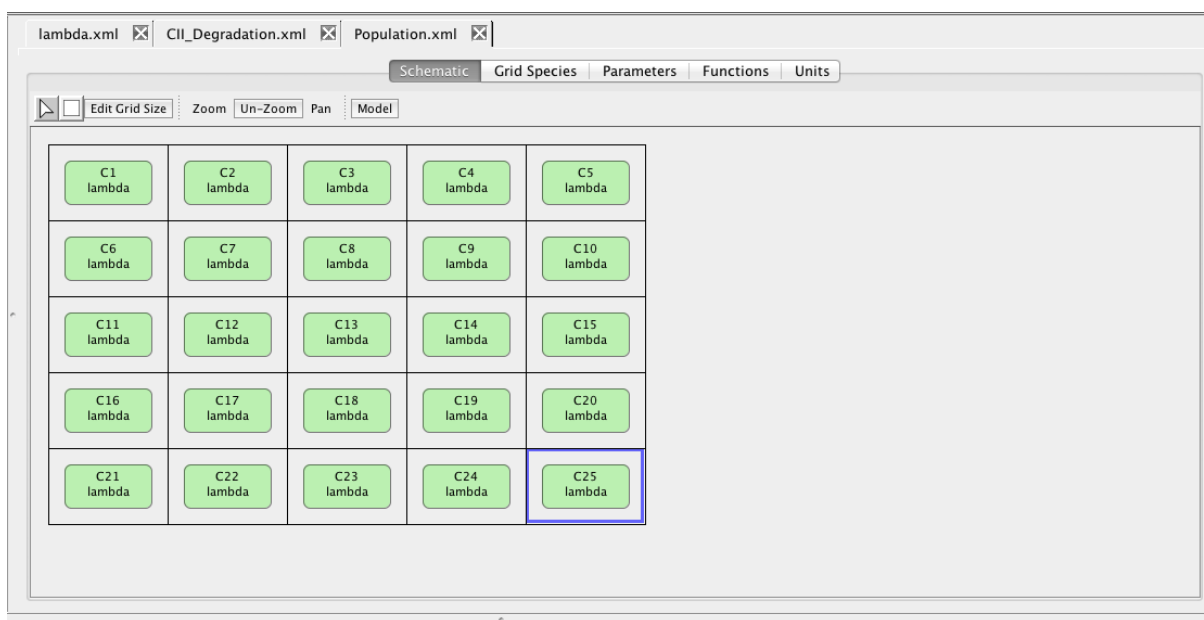 lambda.xml CII_Degradation.xml Population.xml
Schematic Grid Species Parameters Functions Units
Edit Grid Size Zoom Un-Zoom Pan Model
C1 C2 C3 C4 C5
lambda lambda lambda lambda lambda
C6 C7 C8 C9 C10
lambda lambda lambda lambda lambda
C11 C12 C13 C14 C15
lambda lambda lambda lambda lambda
C16 C17 C18 C19 C20
lambda lambda lambda lambda lambda
C21 C22 C23 C24 C25
lambda lambda lambda lambda lambda